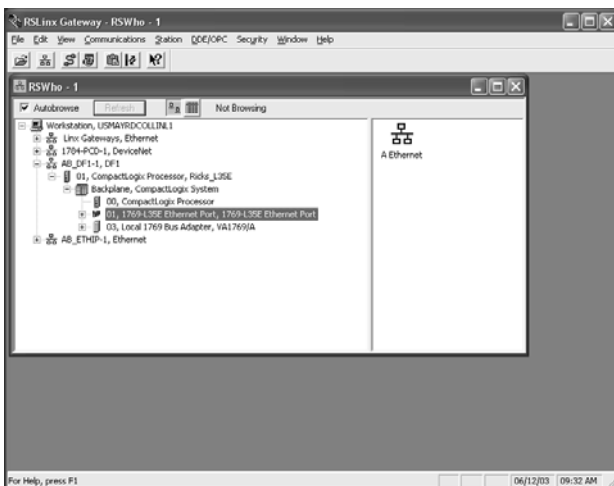 RSLinx Gateway - RSWho - 1
File Edit View Communications Station DDE/OPC Security Window Help
RSWho - 1
Autobrowse Refresh Not Browsing
Workstation, USMAYRDCOLLINL1
Linx Gateways, Ethernet
1784-PCD-1, DeviceNet
AB_DF1-1, DF1
01, CompactLogix Processor, Ricks_L35E
Backplane, CompactLogix System
00, CompactLogix Processor
01, 1769-L35E Ethernet Port, 1769-L35E Ethernet Port
03, Local 1769 Bus Adapter, VA1769/A
AB_ETHIP-1, Ethernet
A Ethernet
For Help, press F1
06/12/03 09:32 AM